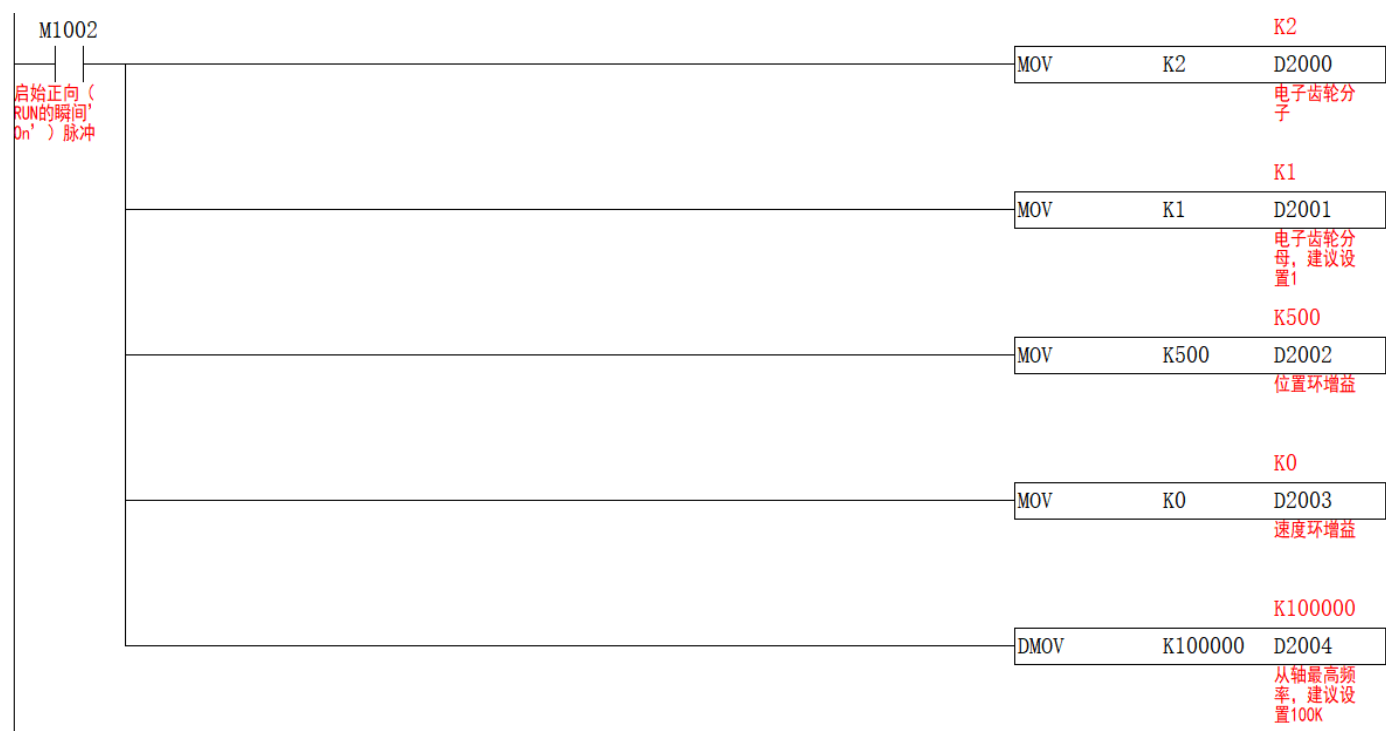 M1002
启始正向（
RUN的瞬间’
On’）脉冲
K2
MOV K2 D2000
电子齿轮分
子
K1
MOV K1 D2001
电子齿轮分
母，建议设
置1
K500
MOV K500 D2002
位置环增益
K0
MOV K0 D2003
速度环增益
K100000
DMOV K100000 D2004
从轴最高频
率，建议设
置100K